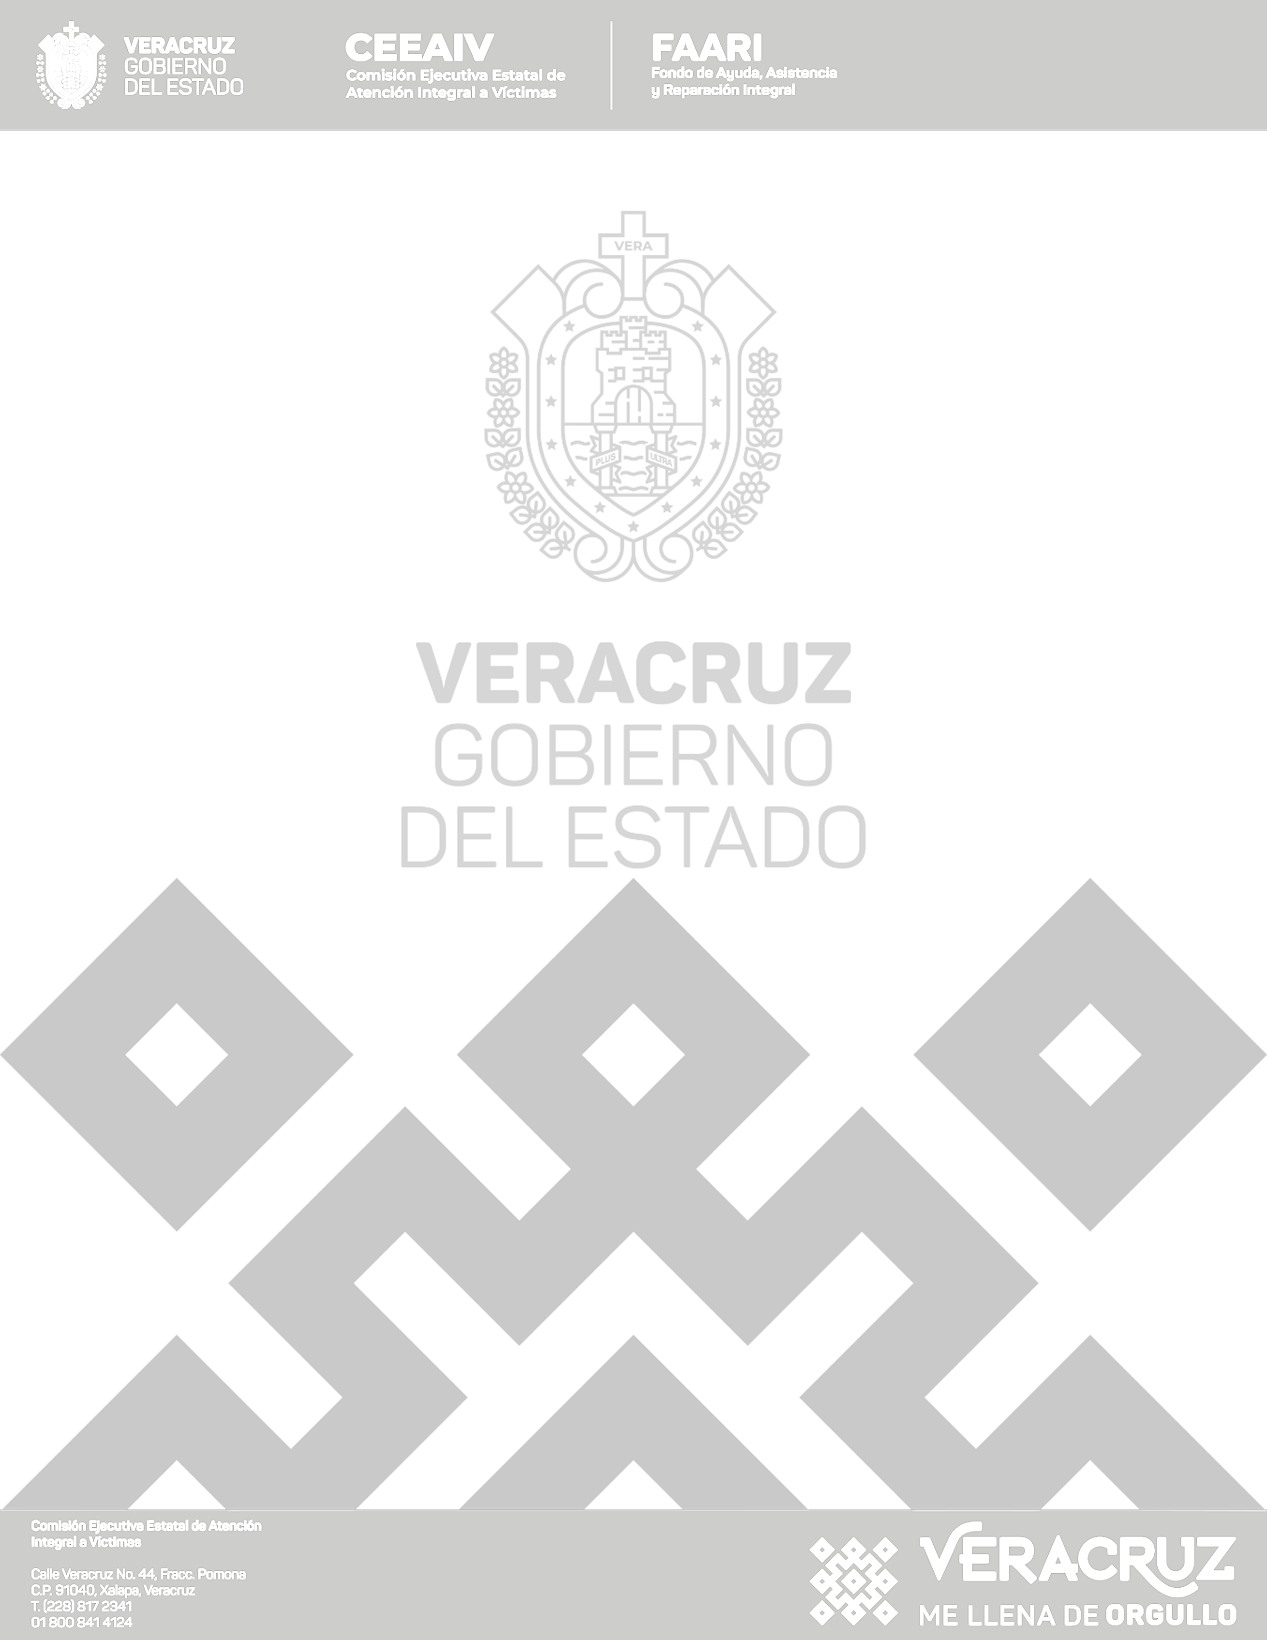 VERACRUZ
GOBIERNO
DEL ESTADO
CEEAIV
Comisión Ejecutiva Estatal de
Atención Integral a Víctimas
FAARI
Fondo de Ayuda, Asistencia
y Reparación Integral
VERA
PLUS
ULTRA
VERACRUZ
GOBIERNO
DEL ESTADO
Comisión Ejecutiva Estatal de Atención
Integral a Víctimas
Calle Veracruz No. 44, Fracc. Pomona
C.P. 91040, Xalapa, Veracruz
T. (228) 817 2341
01 800 841 4124
VERACRUZ
ME LLENA DE ORGULLO